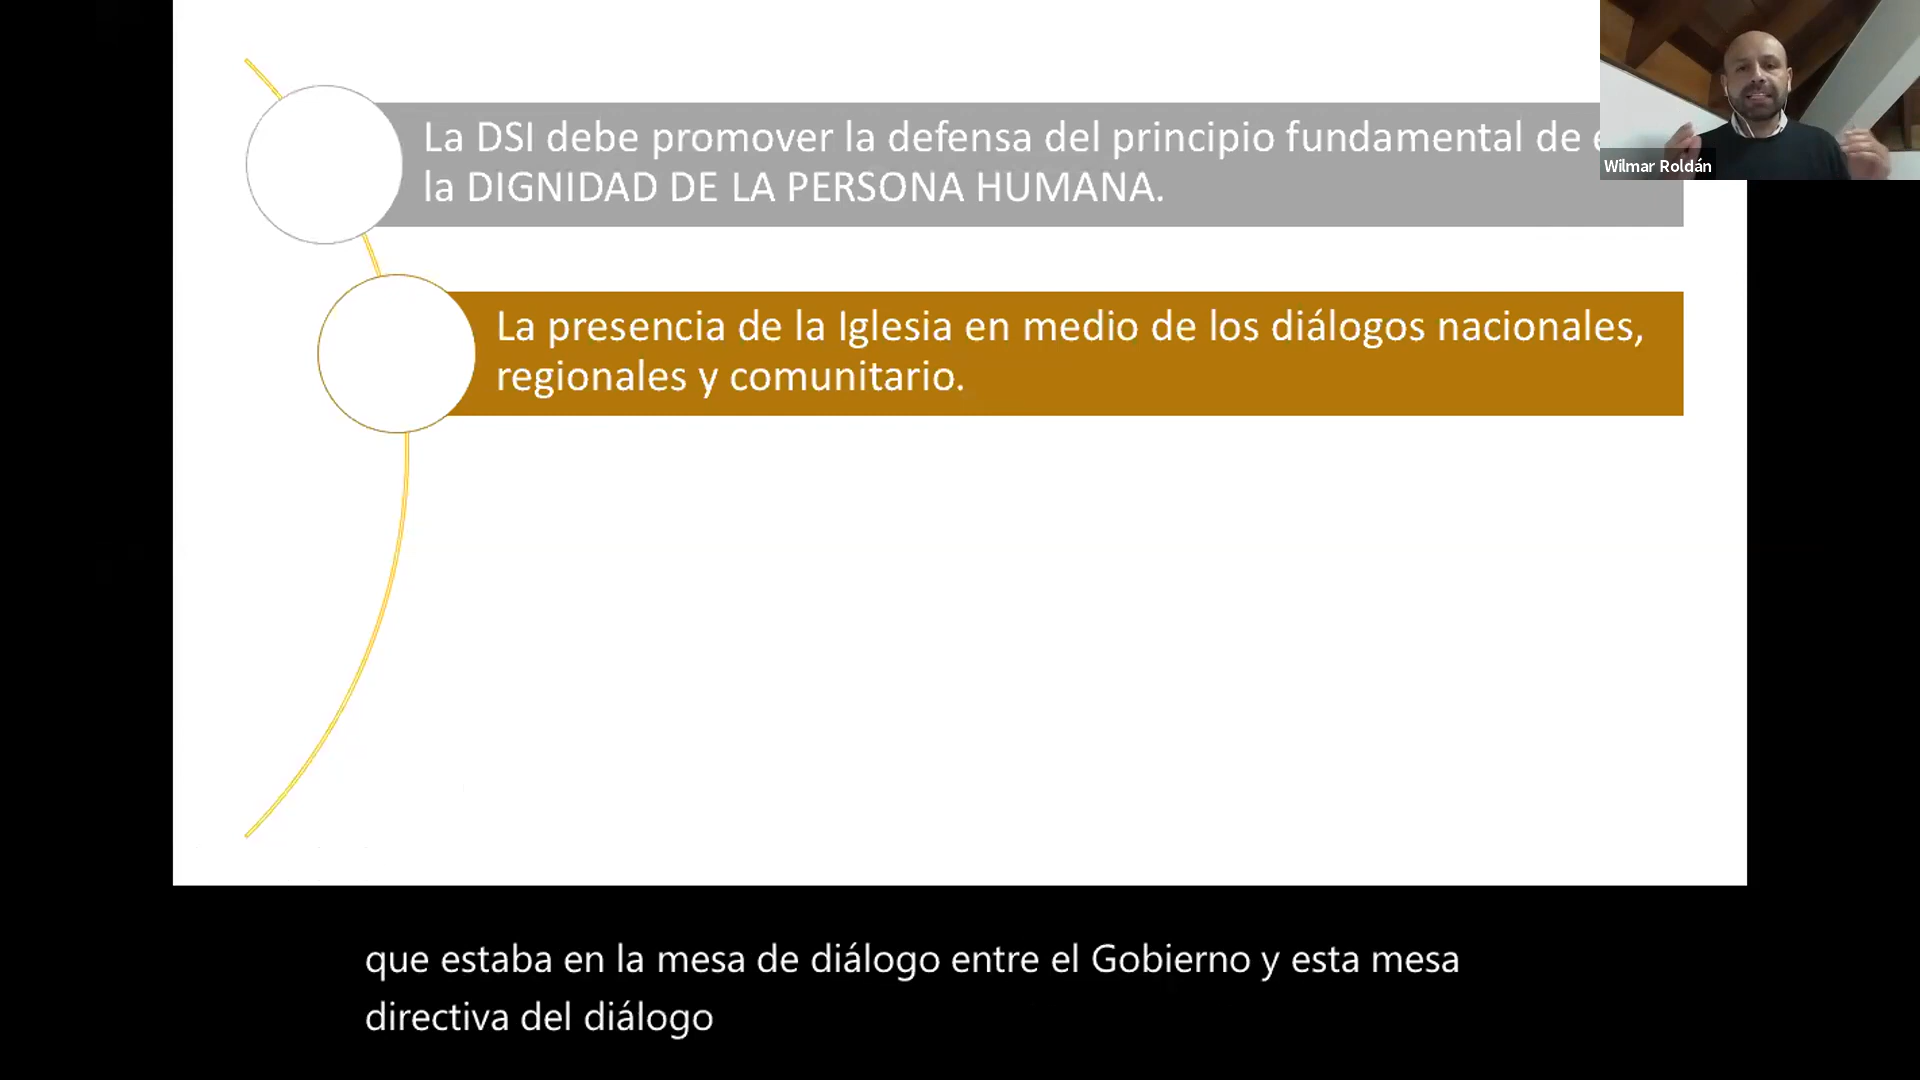 La DSI debe promover la defensa del principio fundamental de
la DIGNIDAD DE LA PERSONA HUMANA.
Wilmar Roldán
La presencia de la Iglesia en medio de los diálogos nacionales,
regionales y comunitario.
que estaba en la mesa de diálogo entre el Gobierno y esta mesa
directiva del diálogo